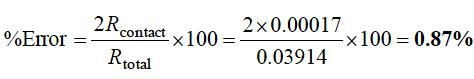 %Error = 2R_contact / R_total ×100 = 2×0.00017 / 0.03914 ×100 = 0.87%